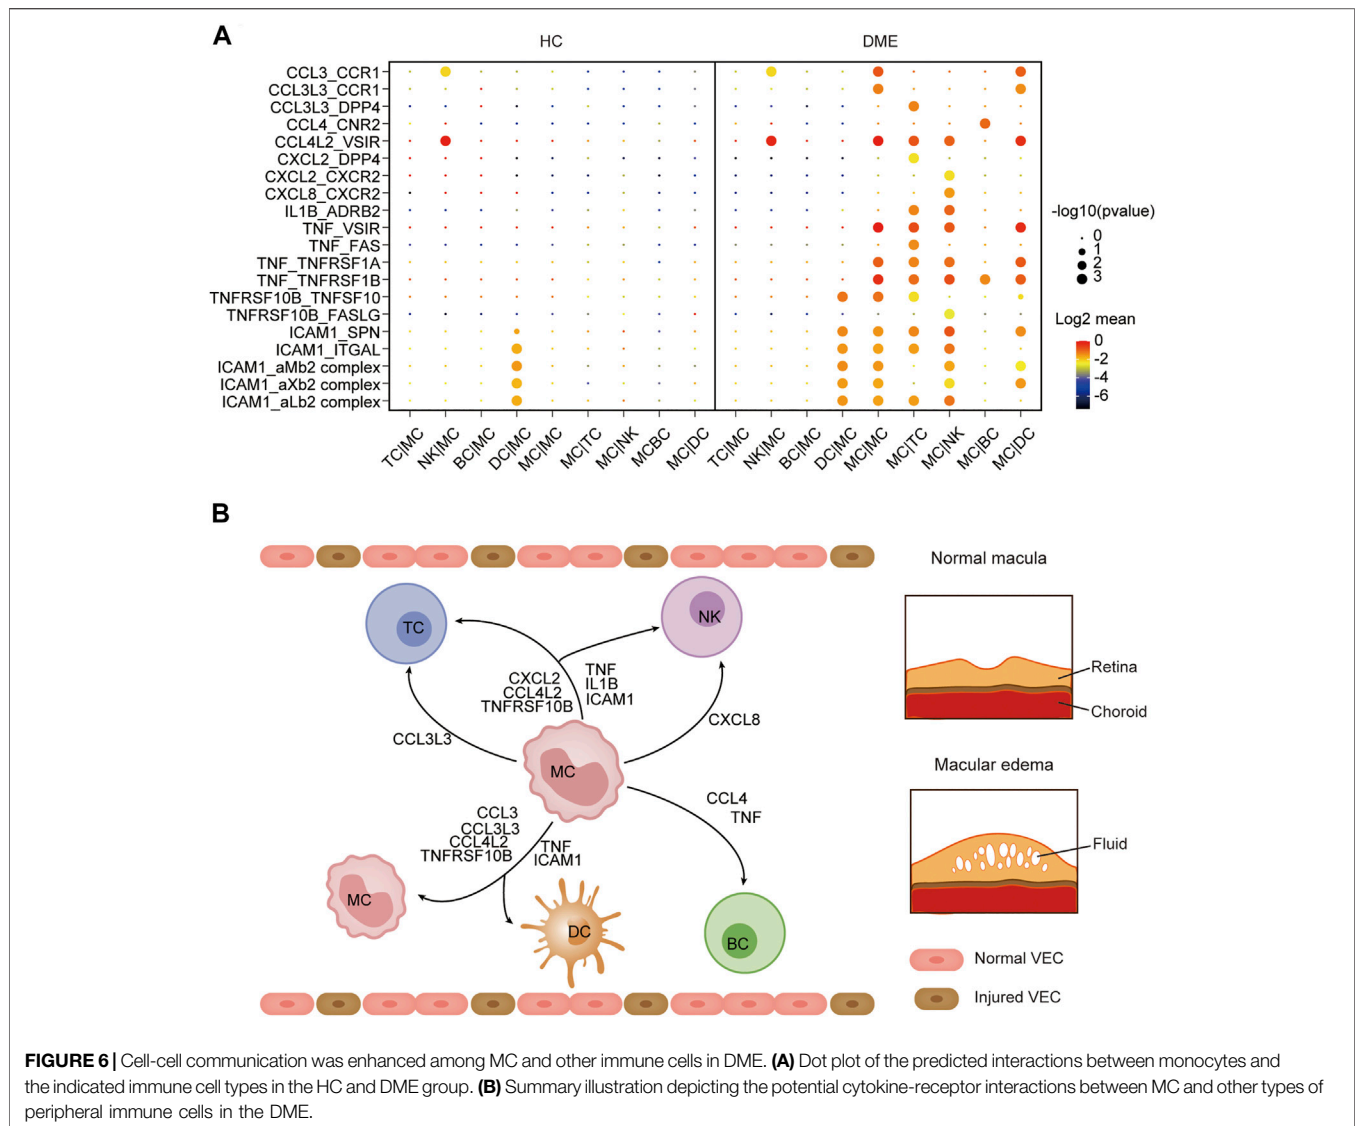 A
HC DME
CCL3_CCR1
CCL3L3_CCR1
CCL3L3_DPP4
CCL4_CNR2
CCL4L2_VSIR
CXCL2_DPP4
CXCL2_CXCR2
CXCL8_CXCR2
IL1B_ADRB2
TNF_VSIR
TNF_FAS
TNF_TNFRSF1A
TNF_TNFRSF1B
TNFRSF10B_TNFSF10
TNFRSF10B_FASLG
ICAM1_SPN
ICAM1_ITGAL
ICAM1_aMb2 complex
ICAM1_aXb2 complex
ICAM1_aLb2 complex
TC|MC NK|MC BC|MC DC|MC MC|MC MC|TC MC|NK MC|BC MC|DC TC|MC NK|MC BC|MC DC|MC MC|MC MC|TC MC|NK MC|BC MC|DC
-log10(pvalue)
0
1
2
3
Log2 mean
0
-2
-4
-6
B
TC
NK
CXCL2
CCL4L2
TNFRSF10B
TNF
IL1B
ICAM1
CCL3L3
CXCL8
MC
CCL3
CCL3L3
CCL4L2
TNFRSF10B
TNF
ICAM1
CCL4
TNF
MC
DC
BC
Normal macula
Retina
Choroid
Macular edema
Fluid
Normal VEC
Injured VEC
FIGURE 6 | Cell-cell communication was enhanced among MC and other immune cells in DME. (A) Dot plot of the predicted interactions between monocytes and
the indicated immune cell types in the HC and DME group. (B) Summary illustration depicting the potential cytokine-receptor interactions between MC and other types of
peripheral immune cells in the DME.